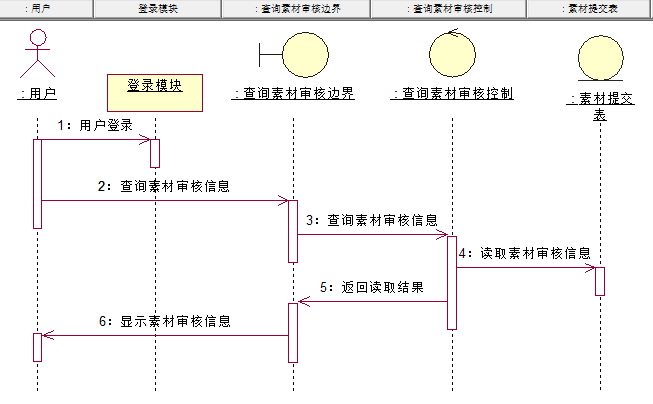 : 用户
登录模块
: 查询素材审核边界
: 查询素材审核控制
: 素材提交表
: 用户
登录模块
: 查询素材审核边界
: 查询素材审核控制
: 素材提交
表
1: 用户登录
2: 查询素材审核信息
3: 查询素材审核信息
4: 读取素材审核信息
5: 返回读取结果
6: 显示素材审核信息